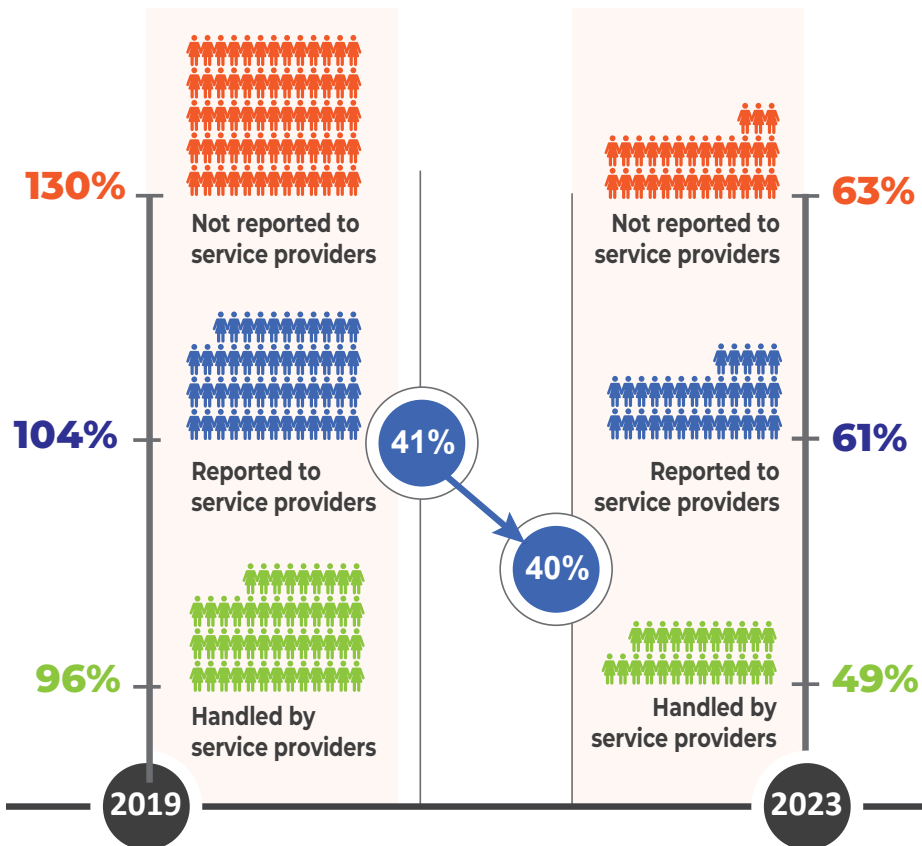 130%
Not reported to
service providers
104%
Reported to
service providers
96%
Handled by
service providers
2019
41%
40%
63%
Not reported to
service providers
61%
Reported to
service providers
49%
Handled by
service providers
2023